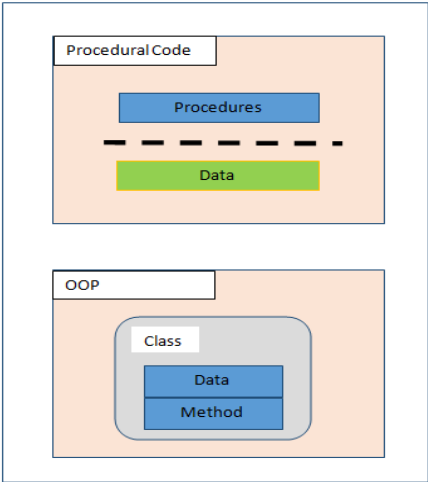 Procedural Code
Procedures
Data
OOP
Class
Data
Method